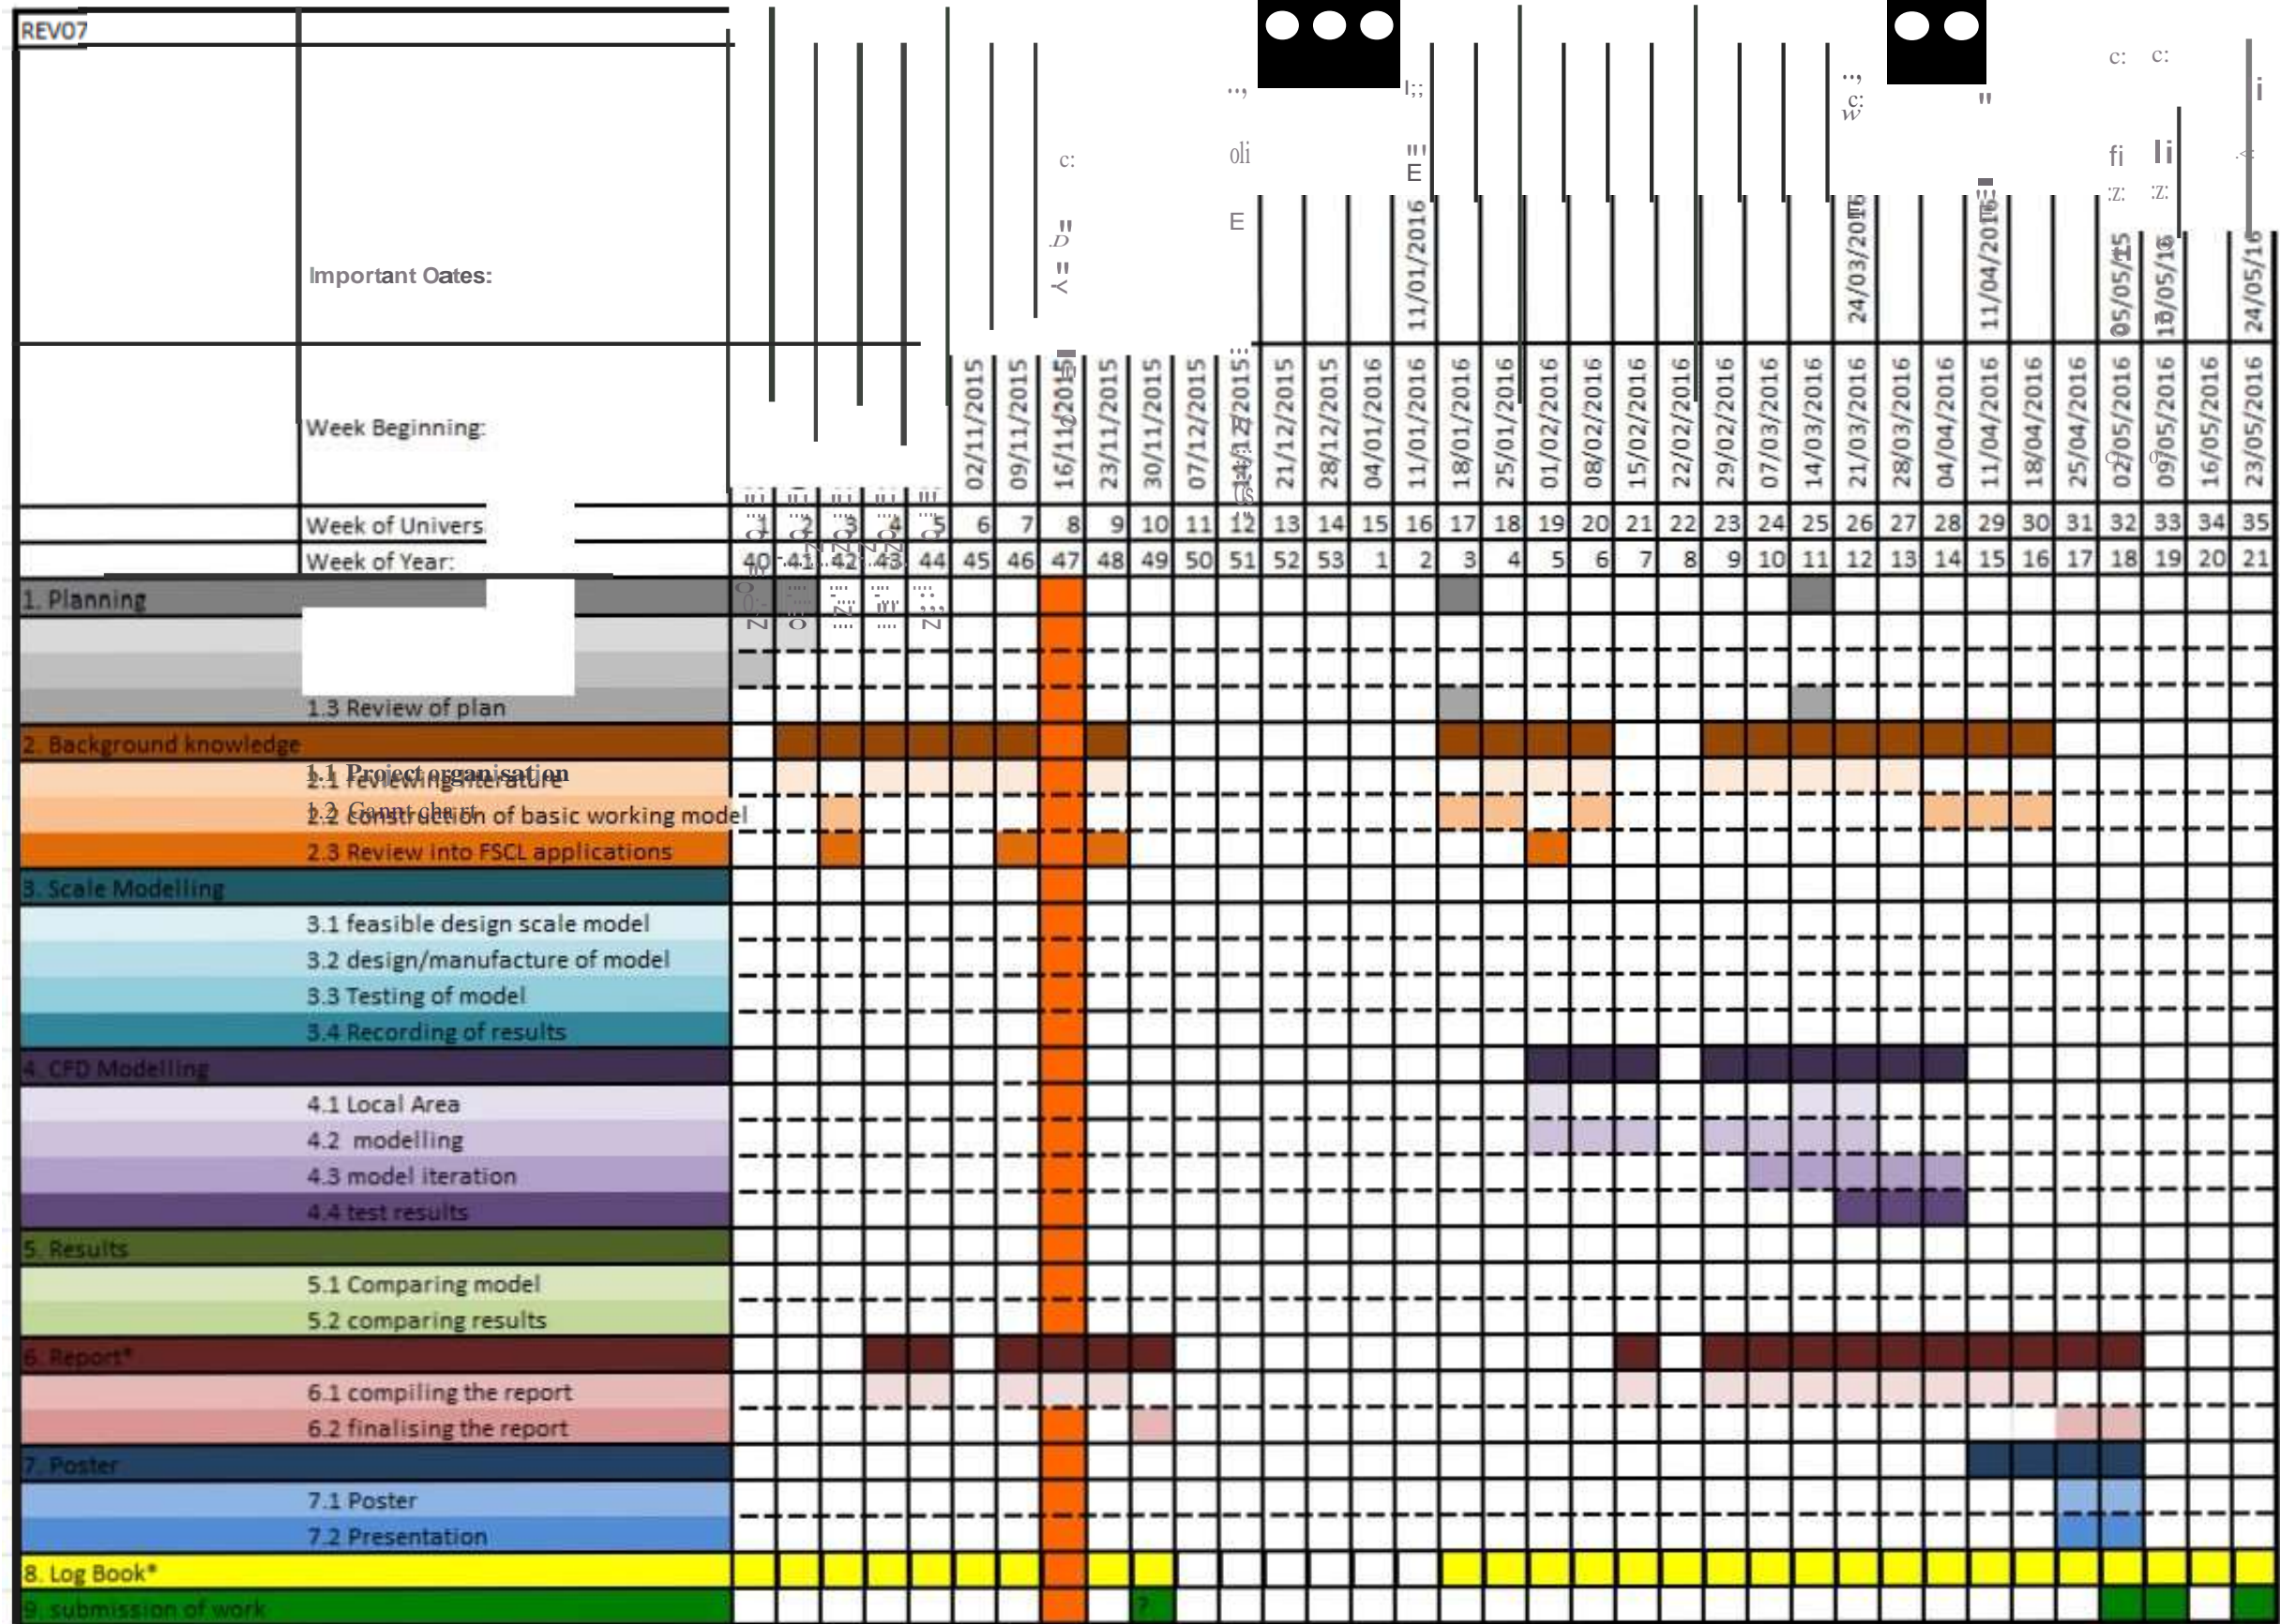 REV07
Important Oates:
11/01/2016 24/03/2016 11/04/2016 24/05/16
Week Beginning:
02/11/2015 09/11/2015 16/11/2015 23/11/2015 30/11/2015 07/12/2015 14/12/2015 21/12/2015 28/12/2015 04/01/2016 11/01/2016 18/01/2016 25/01/2016 01/02/2016 08/02/2016 15/02/2016 22/02/2016 29/02/2016 07/03/2016 14/03/2016 21/03/2016 28/03/2016 04/04/2016 11/04/2016 18/04/2016 25/04/2016 02/05/2016 09/05/2016 16/05/2016 23/05/2016
Week of Univers 1 2 3 4 5 6 7 8 9 10 11 12 13 14 15 16 17 18 19 20 21 22 23 24 25 26 27 28 29 30 31 32 33 34 35
Week of Year: 40 41 42 43 44 45 46 47 48 49 50 51 52 53 1 2 3 4 5 6 7 8 9 10 11 12 13 14 15 16 17 18 19 20 21
1. Planning
1.3 Review of plan
2. Background knowledge
1.1 Project organisation
2.1 reviewing literature
1.2 Gannt chart
2.2 construction of basic working model
2.3 Review into FSCL applications
3. Scale Modelling
3.1 feasible design scale model
3.2 design/manufacture of model
3.3 Testing of model
3.4 Recording of results
4. CFD Modelling
4.1 Local Area
4.2 modelling
4.3 model iteration
4.4 test results
5. Results
5.1 Comparing model
5.2 comparing results
6. Report*
6.1 compiling the report
6.2 finalising the report
7. Poster
7.1 Poster
7.2 Presentation
8. Log Book*
9. submission of work ?